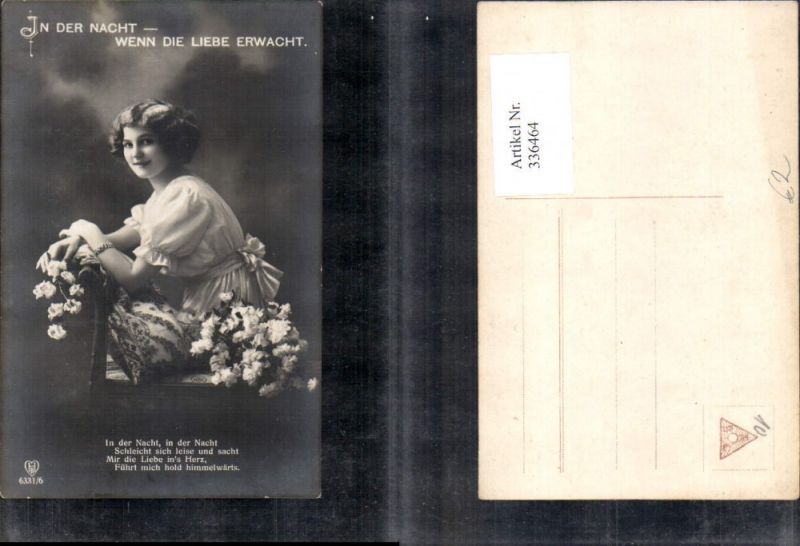 IN DER NACHT —
WENN DIE LIEBE ERWACHT.
In der Nacht, in der Nacht
Schleicht sich leise und sacht
Mir die Liebe in's Herz,
Führt mich hold himmelwärts.
6331/6
Artikel Nr.
336464